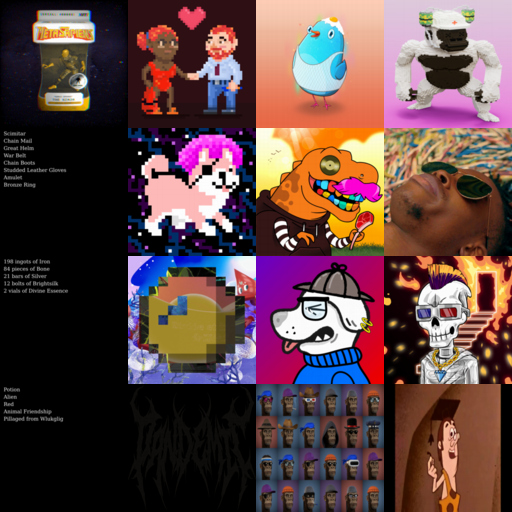 Scimitar
Chain Mail
Great Helm
War Belt
Chain Boots
Studded Leather Gloves
Amulet
Bronze Ring
198 ingots of Iron
84 pieces of Bone
21 bars of Silver
12 bolts of Brightsilk
2 vials of Divine Essence
Potion
Alien
Red
Animal Friendship
Pillaged from Wlukglig